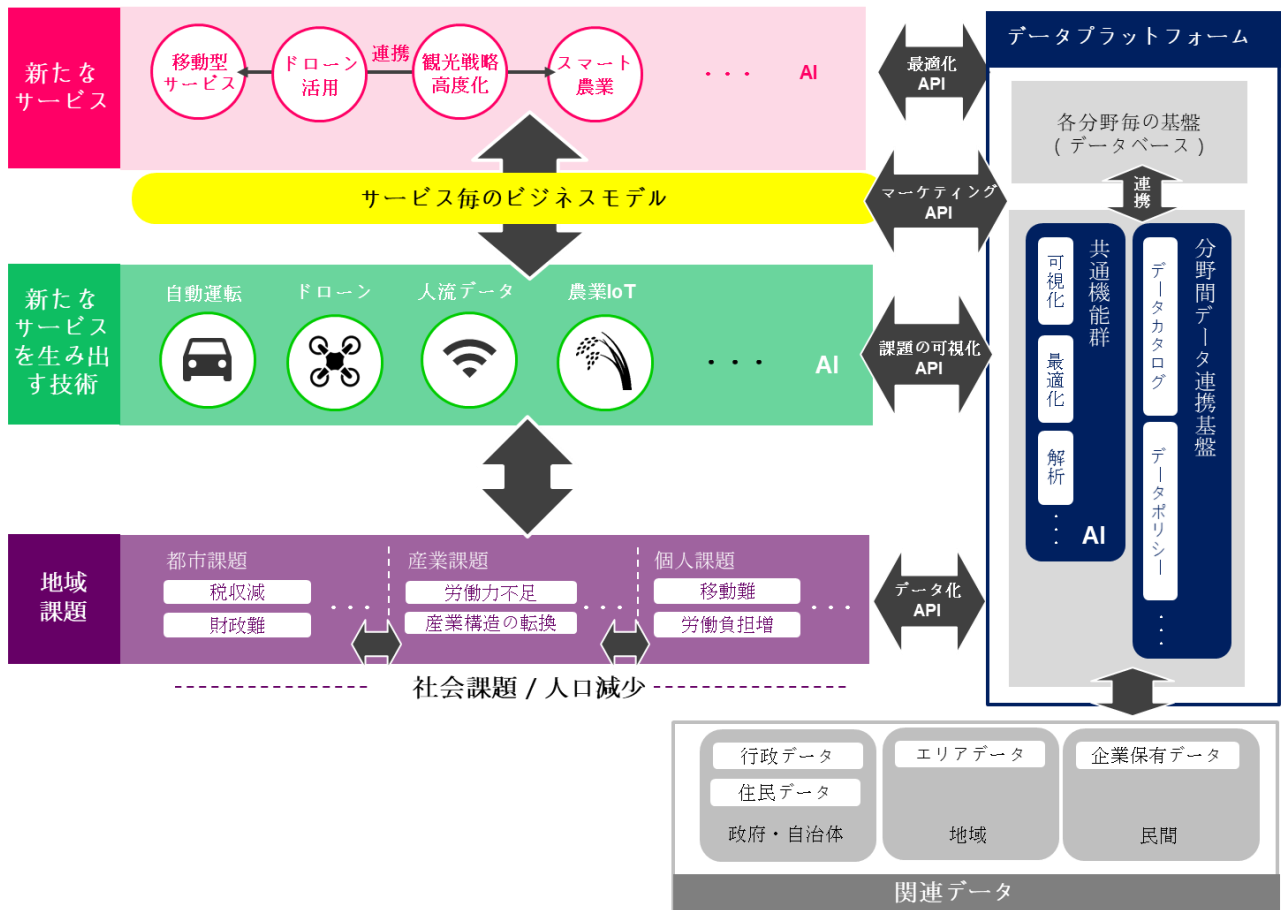 新たな
サービス
移動型
サービス
ドローン
活用
連携
観光戦略
高度化
スマート
農業
・・・
AI
最適化
API
サービス毎のビジネスモデル
マーケティング
API
新たな
サービス
を生み出
す技術
自動運転
ドローン
人流データ
農業IoT
・・・
AI
課題の可視化
API
地域
課題
都市課題
税収減
財政難
・・・
産業課題
労働力不足
産業構造の転換
・・・
個人課題
移動難
労働負担増
・・・
データ化
API
社会課題 / 人口減少
データプラットフォーム
各分野毎の基盤
(データベース)
連携
共通機能群
可視化
最適化
解析
・・・
AI
分野間データ連携基盤
データカタログ
データポリシー
・・・
行政データ
住民データ
政府・自治体
エリアデータ
地域
企業保有データ
民間
関連データ